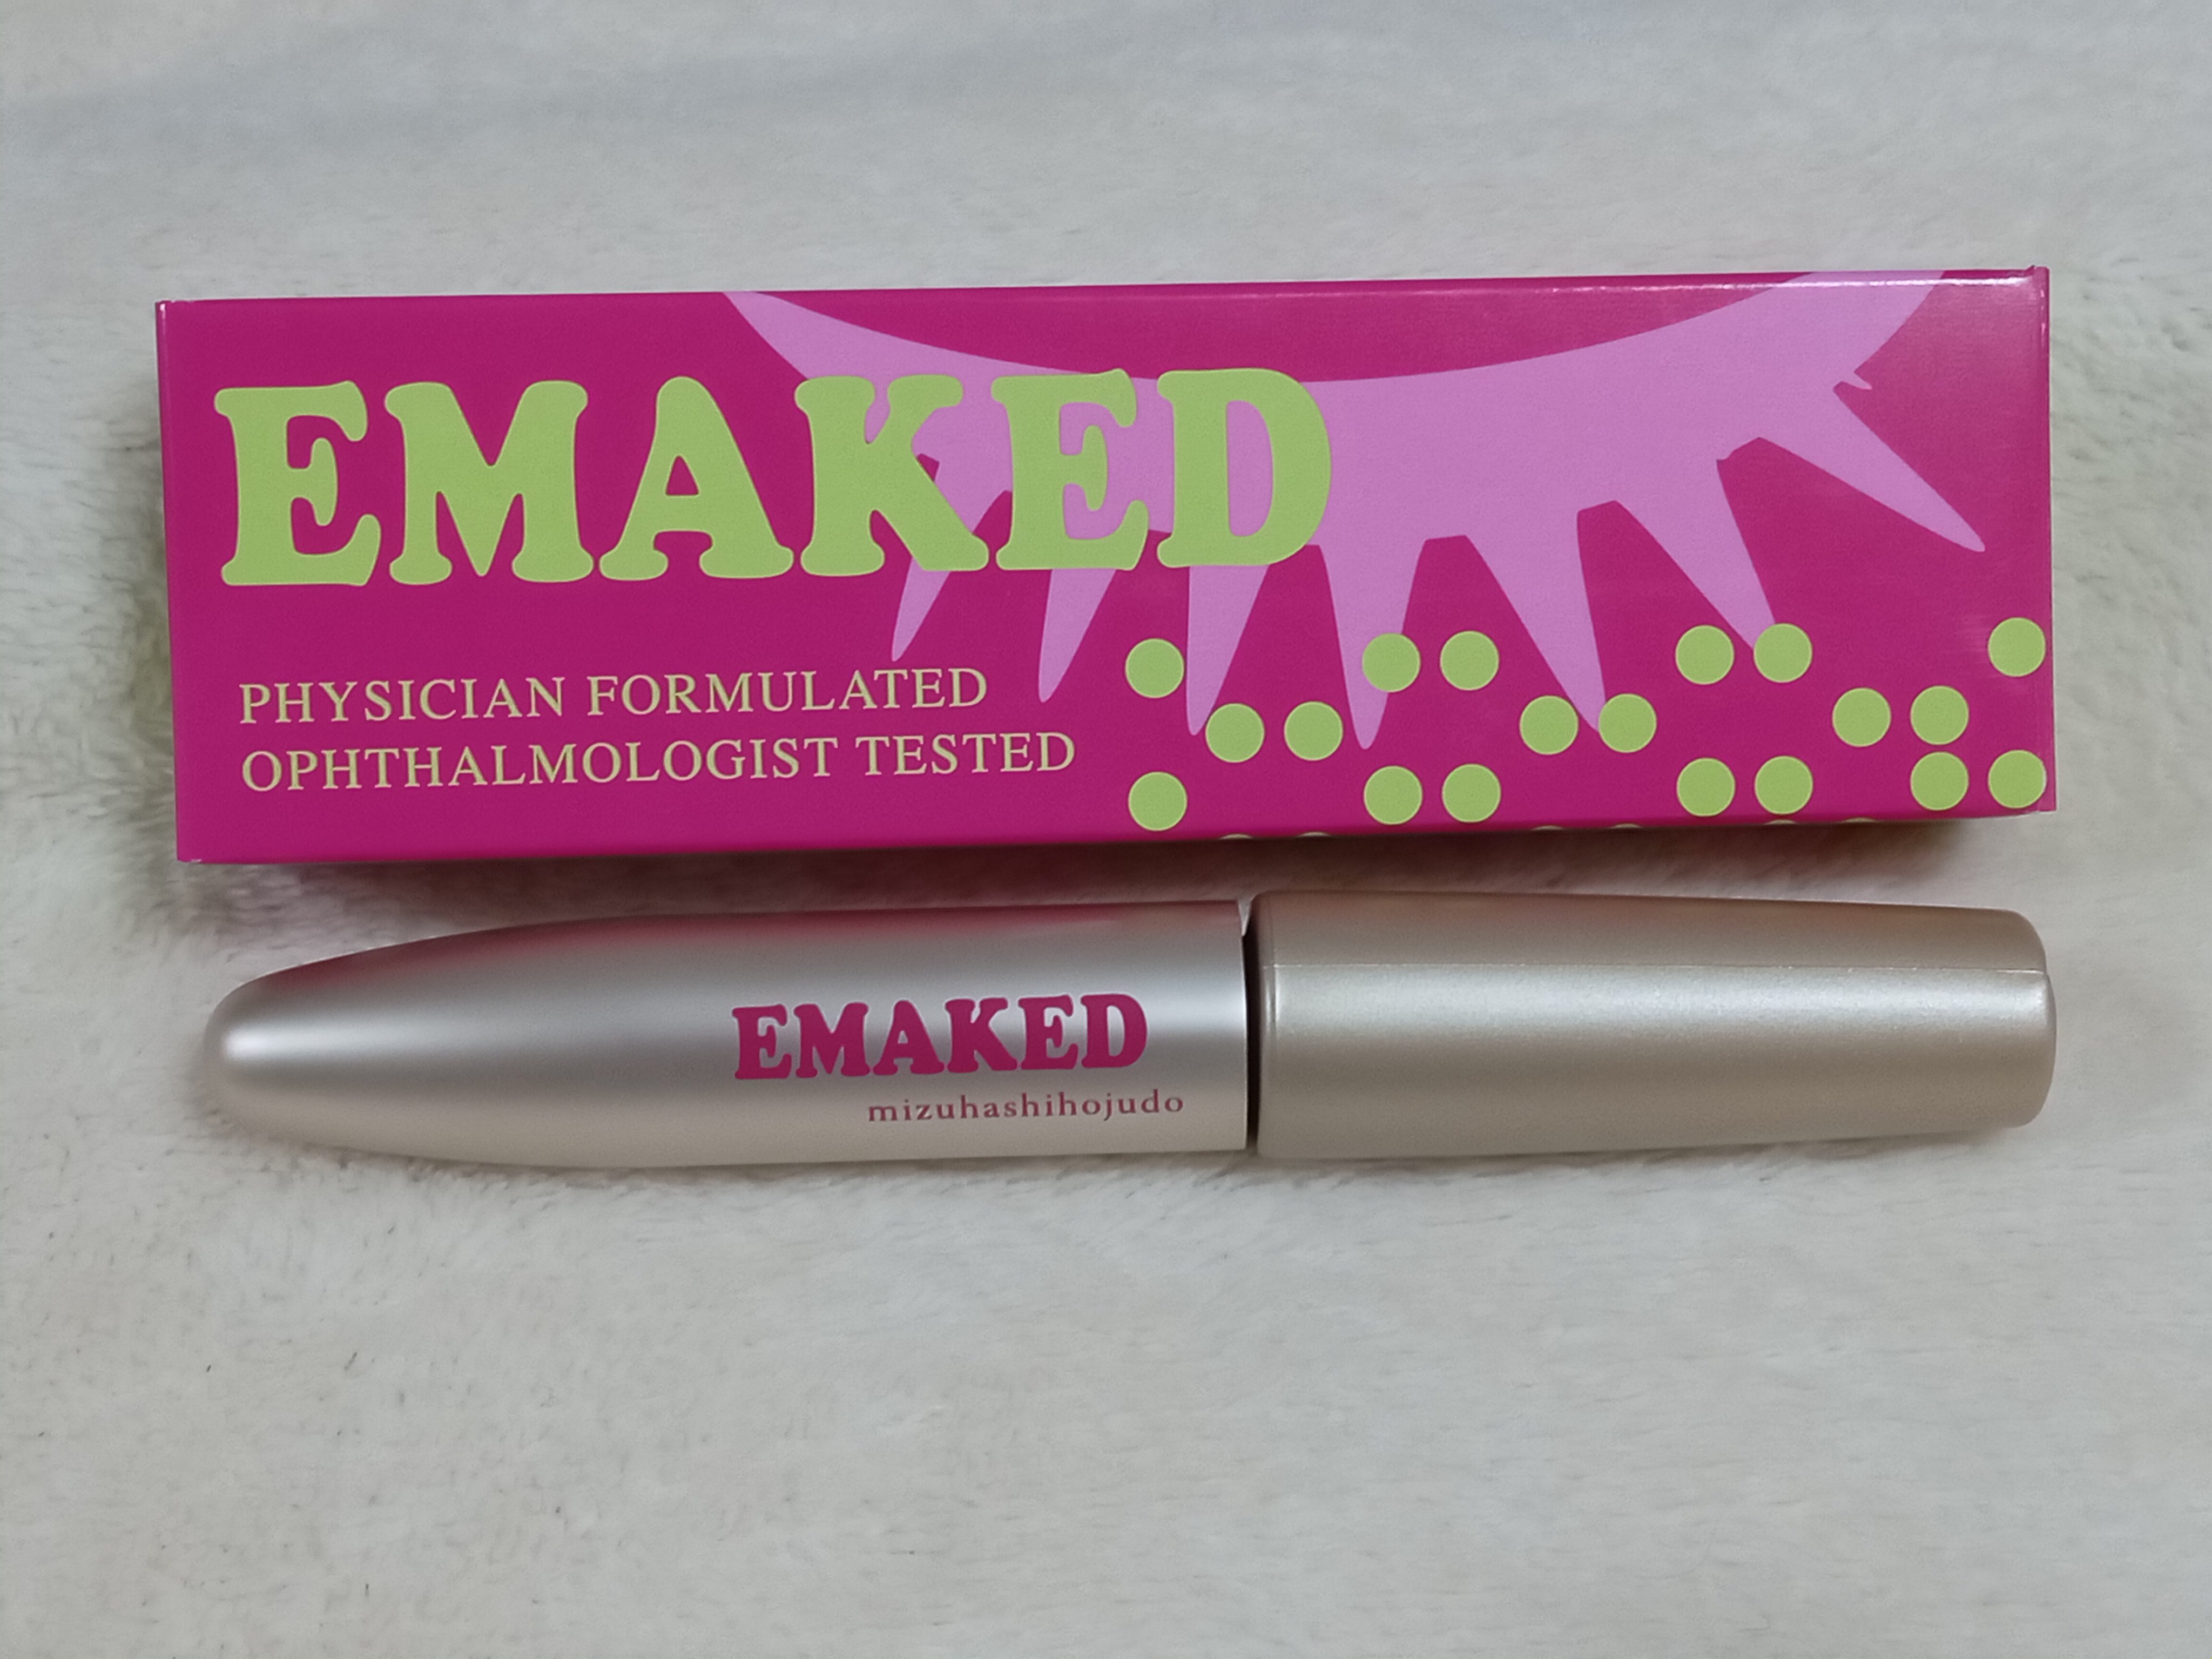 EMAKED
PHYSICIAN FORMULATED
OPHTHALMOLOGIST TESTED
EMAKED
mizuhashihojudo